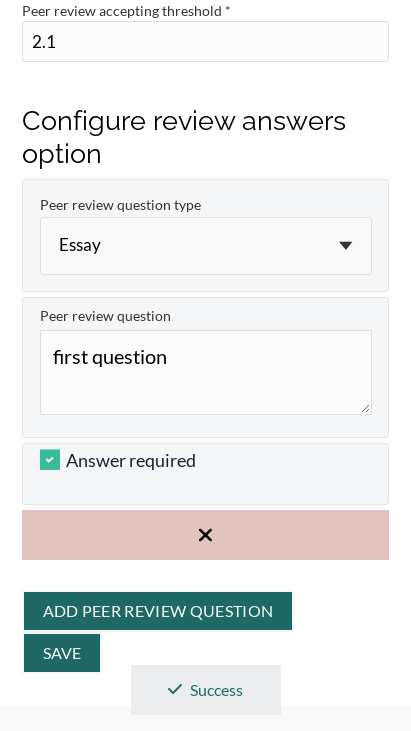 Peer review accepting threshold *
2.1
Configure review answers
option
Peer review question type
Essay
Peer review question
first question
Answer required
ADD PEER REVIEW QUESTION
SAVE
Success